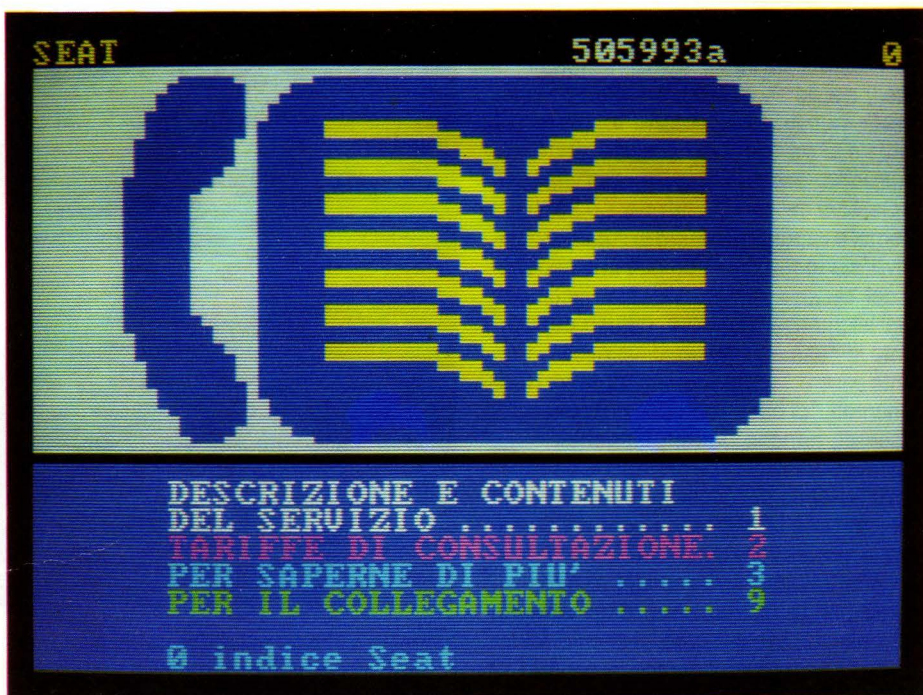 SEAT 505993a 0
DESCRIZIONE E CONTENUTI
DEL SERVIZIO ............ 1
TARIFFE DI CONSULTAZIONE. 2
PER SAPERNE DI PIU' ..... 3
PER IL COLLEGAMENTO ..... 9
0 indice Seat